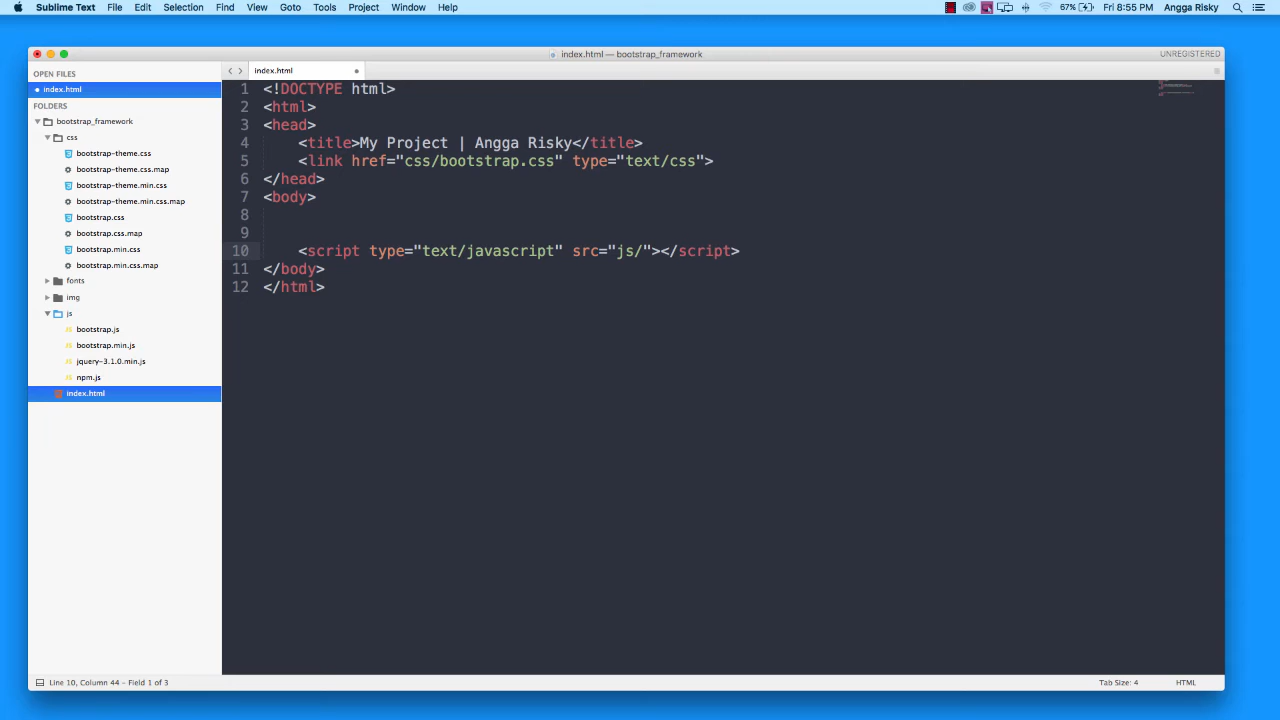 Sublime Text File Edit Selection Find View Goto Tools Project Window Help 67% Fri 8:55 PM Angga Risky
index.html — bootstrap_framework UNREGISTERED
OPEN FILES
index.html
FOLDERS
bootstrap_framework
css
bootstrap-theme.css
bootstrap-theme.css.map
bootstrap-theme.min.css
bootstrap-theme.min.css.map
bootstrap.css
bootstrap.css.map
bootstrap.min.css
bootstrap.min.css.map
fonts
img
js
bootstrap.js
bootstrap.min.js
jquery-3.1.0.min.js
npm.js
index.html
index.html
1 <!DOCTYPE html>
2 <html>
3 <head>
4 <title>My Project | Angga Risky</title>
5 <link href="css/bootstrap.css" type="text/css">
6 </head>
7 <body>
8
9
10 <script type="text/javascript" src="js/"></script>
11 </body>
12 </html>
Line 10, Column 44 – Field 1 of 3 Tab Size: 4 HTML